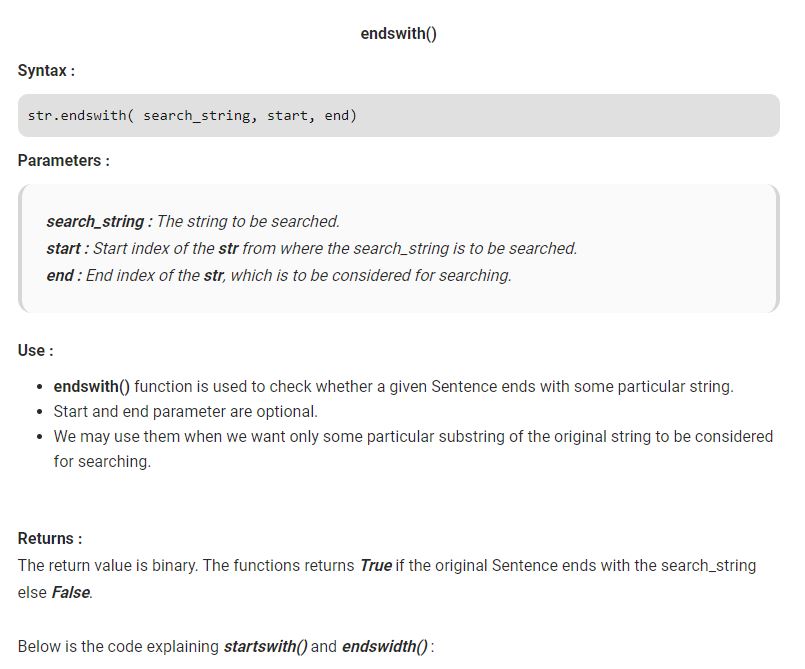 endswith()
Syntax :
str.endswith( search_string, start, end)
Parameters :
search_string : The string to be searched.
start : Start index of the str from where the search_string is to be searched.
end : End index of the str, which is to be considered for searching.
Use :
• endswith() function is used to check whether a given Sentence ends with some particular string.
• Start and end parameter are optional.
• We may use them when we want only some particular substring of the original string to be considered
for searching.
Returns :
The return value is binary. The functions returns True if the original Sentence ends with the search_string
else False.
Below is the code explaining startswith() and endswidth() :